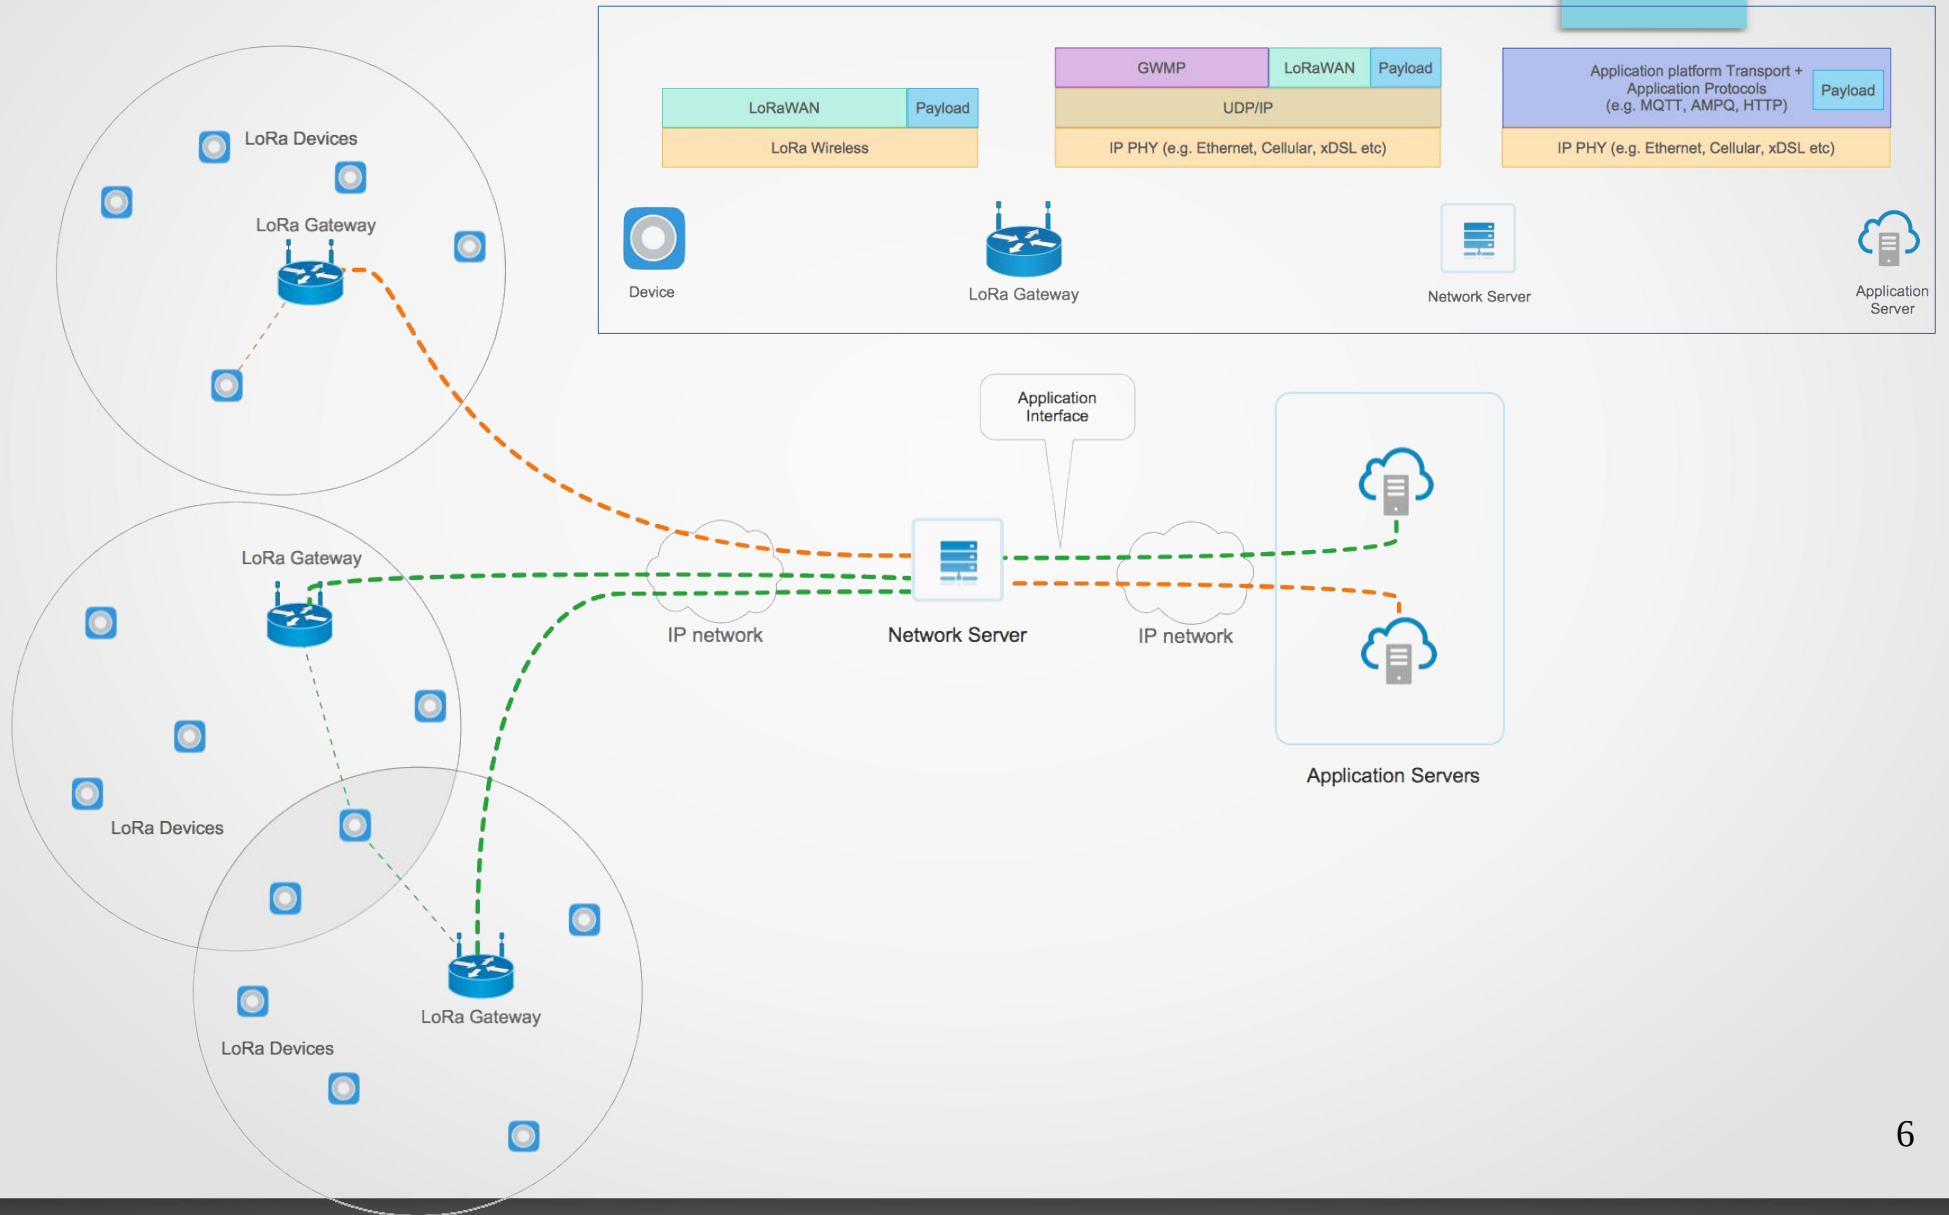 GWMP
LoRaWAN
Payload
Application platform Transport +
Application Protocols
(e.g. MQTT, AMPQ, HTTP)
Payload
LoRaWAN
Payload
UDP/IP
LoRa Wireless
IP PHY (e.g. Ethernet, Cellular, xDSL etc)
IP PHY (e.g. Ethernet, Cellular, xDSL etc)
Device
LoRa Gateway
Network Server
Application
Server
LoRa Devices
LoRa Gateway
Application
Interface
LoRa Gateway
IP network
Network Server
IP network
Application Servers
LoRa Devices
LoRa Gateway
LoRa Devices
6